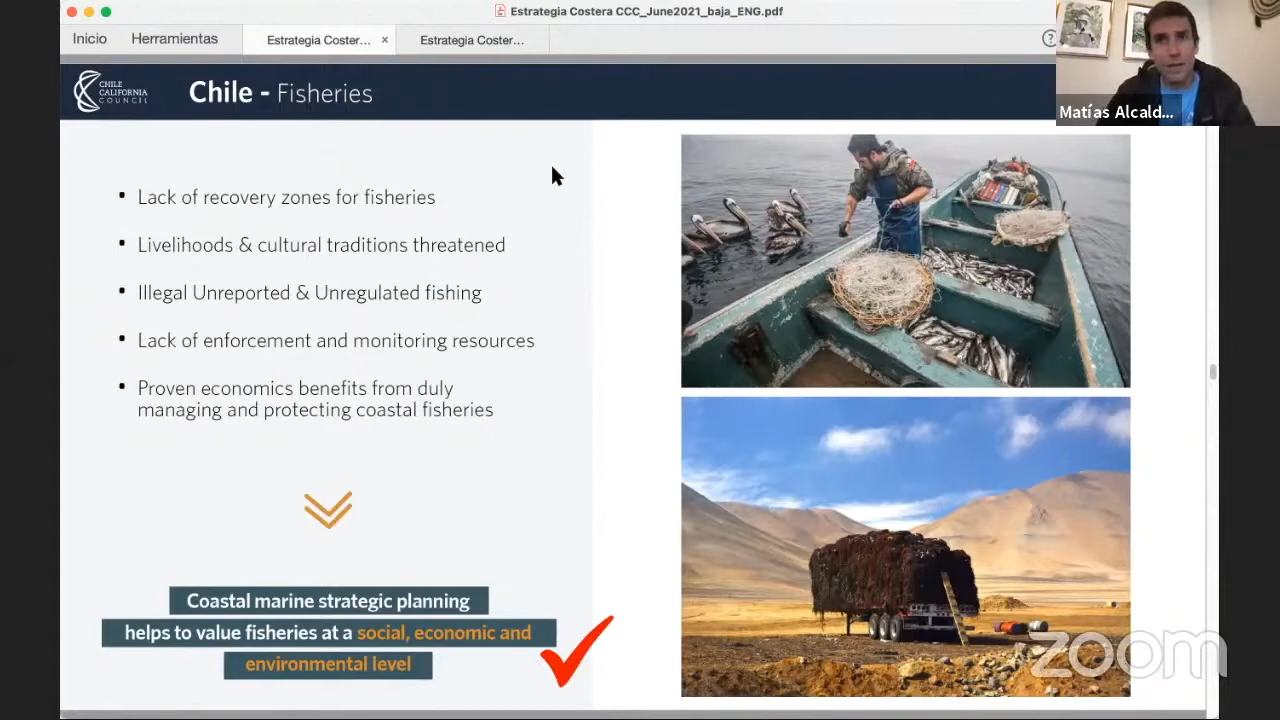 Estrategia Costera CCC_June2021_baja_ENG.pdf
Inicio
Herramientas
Estrategia Coster...
×
Estrategia Coster...
?
CHILE
CALIFORNIA
COUNCIL
Chile - Fisheries
Matías Alcald...
• Lack of recovery zones for fisheries
• Livelihoods & cultural traditions threatened
• Illegal Unreported & Unregulated fishing
• Lack of enforcement and monitoring resources
• Proven economics benefits from duly
managing and protecting coastal fisheries
Coastal marine strategic planning
helps to value fisheries at a social, economic and
environmental level
zoom